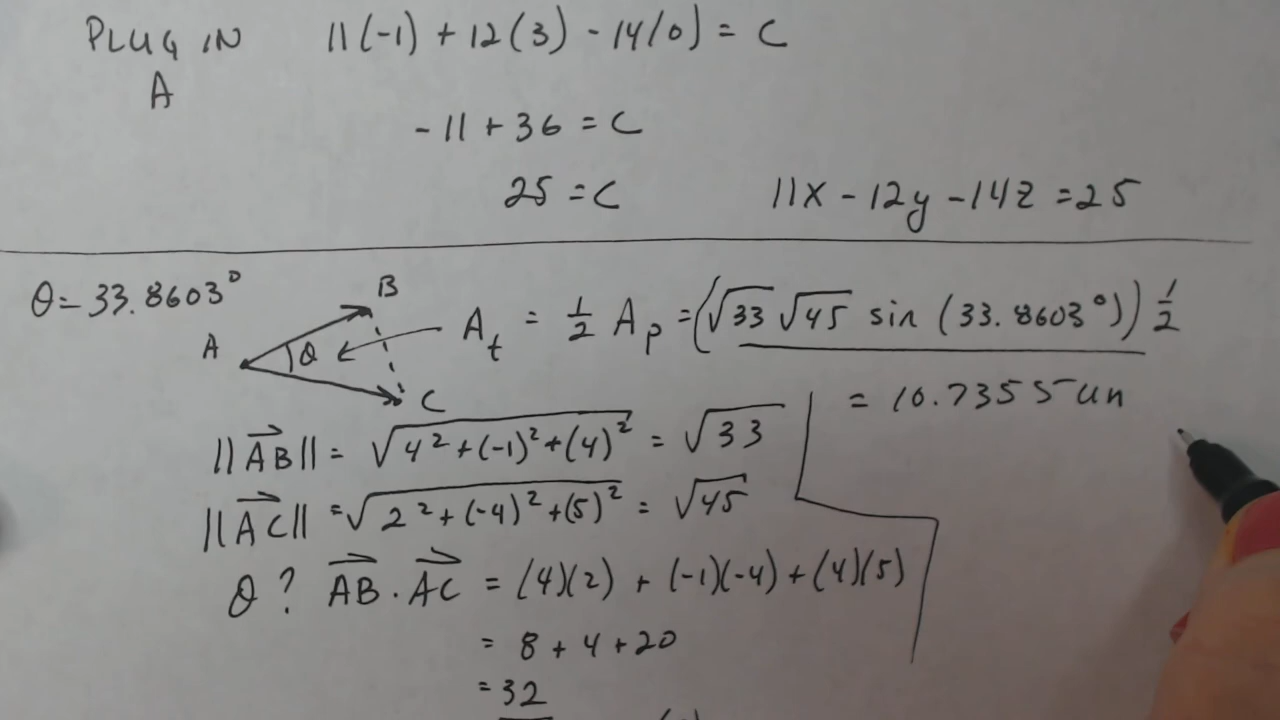 PLUG IN 11(-1) + 12(3) - 14(0) = C
A
-11 + 36 = C
25 = C 11x - 12y - 14z = 25
θ = 33.8603° A B θ C A_t = 1/2 A_p = (√33 √45 sin (33.8603°)) 1/2
= 10.7355 un
||AB|| = √4² + (-1)² + (4)² = √33
||AC|| = √2² + (-4)² + (5)² = √45
θ? AB · AC = (4)(2) + (-1)(-4) + (4)(5)
= 8 + 4 + 20
= 32